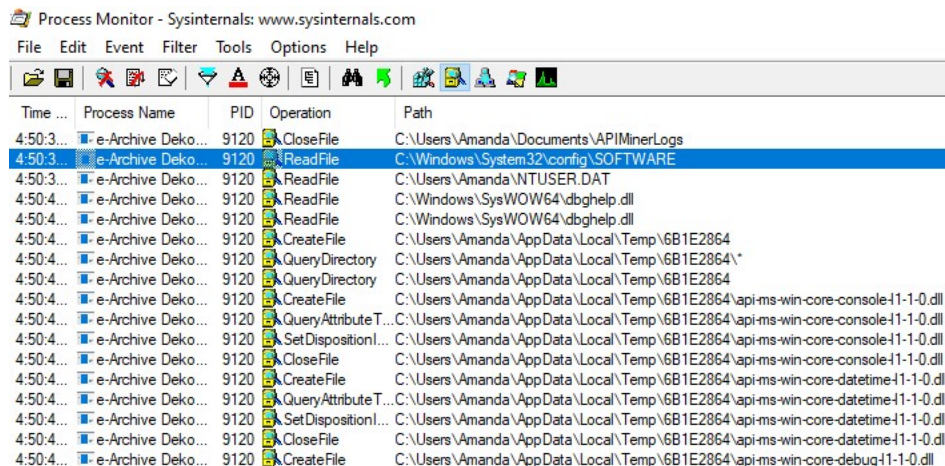 Process Monitor - Sysinternals: www.sysinternals.com
File Edit Event Filter Tools Options Help
Time ... Process Name PID Operation Path
4:50:3... e-Archive Deko... 9120 CloseFile C:\Users\Amanda\Documents\APIMinerLogs
4:50:3... e-Archive Deko... 9120 ReadFile C:\Windows\System32\config\SOFTWARE
4:50:3... e-Archive Deko... 9120 ReadFile C:\Users\Amanda\NTUSER.DAT
4:50:4... e-Archive Deko... 9120 ReadFile C:\Windows\SysWOW64\dbghelp.dll
4:50:4... e-Archive Deko... 9120 ReadFile C:\Windows\SysWOW64\dbghelp.dll
4:50:4... e-Archive Deko... 9120 CreateFile C:\Users\Amanda\AppData\Local\Temp\6B1E2864
4:50:4... e-Archive Deko... 9120 QueryDirectory C:\Users\Amanda\AppData\Local\Temp\6B1E2864\*
4:50:4... e-Archive Deko... 9120 QueryDirectory C:\Users\Amanda\AppData\Local\Temp\6B1E2864
4:50:4... e-Archive Deko... 9120 CreateFile C:\Users\Amanda\AppData\Local\Temp\6B1E2864\api-ms-win-core-console-l1-1-0.dll
4:50:4... e-Archive Deko... 9120 QueryAttributeT... C:\Users\Amanda\AppData\Local\Temp\6B1E2864\api-ms-win-core-console-l1-1-0.dll
4:50:4... e-Archive Deko... 9120 SetDispositionI... C:\Users\Amanda\AppData\Local\Temp\6B1E2864\api-ms-win-core-console-l1-1-0.dll
4:50:4... e-Archive Deko... 9120 CloseFile C:\Users\Amanda\AppData\Local\Temp\6B1E2864\api-ms-win-core-console-l1-1-0.dll
4:50:4... e-Archive Deko... 9120 CreateFile C:\Users\Amanda\AppData\Local\Temp\6B1E2864\api-ms-win-core-datetime-l1-1-0.dl
4:50:4... e-Archive Deko... 9120 QueryAttributeT... C:\Users\Amanda\AppData\Local\Temp\6B1E2864\api-ms-win-core-datetime-l1-1-0.dl
4:50:4... e-Archive Deko... 9120 SetDispositionI... C:\Users\Amanda\AppData\Local\Temp\6B1E2864\api-ms-win-core-datetime-l1-1-0.dl
4:50:4... e-Archive Deko... 9120 CloseFile C:\Users\Amanda\AppData\Local\Temp\6B1E2864\api-ms-win-core-datetime-l1-1-0.dl
4:50:4... e-Archive Deko... 9120 CreateFile C:\Users\Amanda\AppData\Local\Temp\6B1E2864\api-ms-win-core-debug-l1-1-0.dll